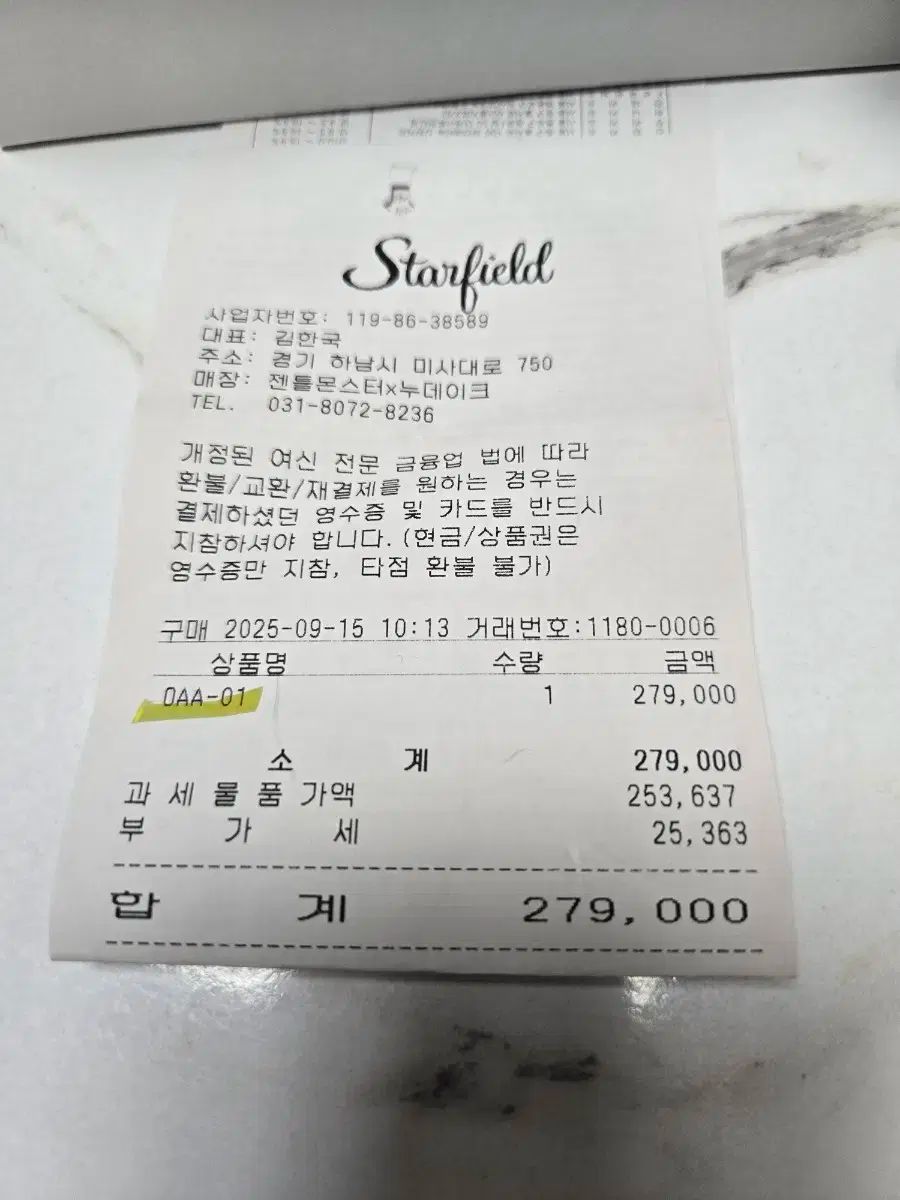 Starfield
사업자번호: 119-86-38589
대표: 김한국
주소: 경기 하남시 미사대로 750
매장: 젠틀몬스터x누데이크
TEL. 031-8072-8236
개정된 여신 전문 금융업 법에 따라
환불/교환/재결제를 원하는 경우는
결제하셨던 영수증 및 카드를 반드시
지참하셔야 합니다.(현금/상품권은
영수증만 지참, 타점 환불 불가)
구매 2025-09-15 10:13 거래번호:1180-0006
상품명 수량 금액
OAA-01 1 279,000
소 계 279,000
과 세 물 품 가액 253,637
부 가 세 25,363
합 계 279,000